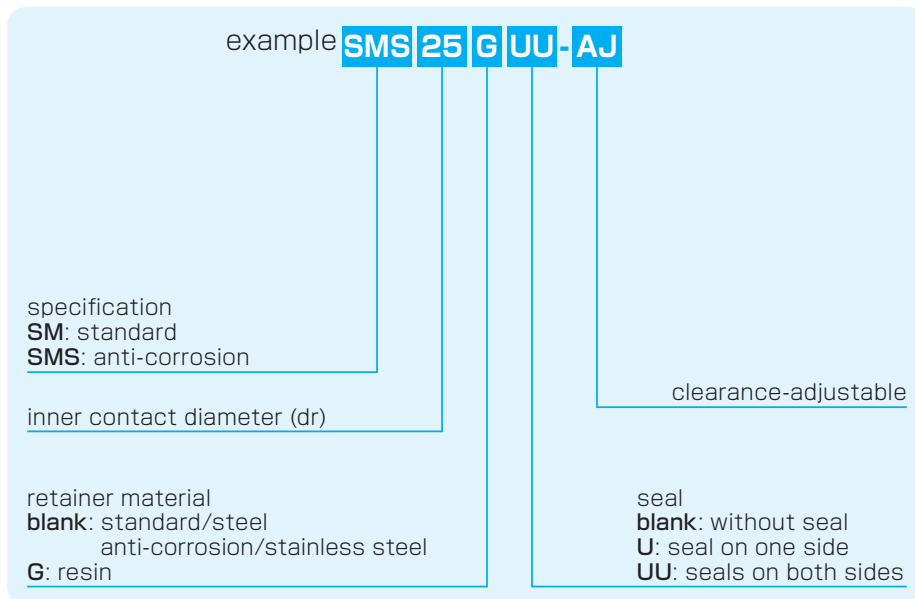 example SMS 25 G UU - AJ
specification
SM: standard
SMS: anti-corrosion
clearance-adjustable
inner contact diameter (dr)
retainer material
blank: standard/steel
anti-corrosion/stainless steel
G: resin
seal
blank: without seal
U: seal on one side
UU: seals on both sides